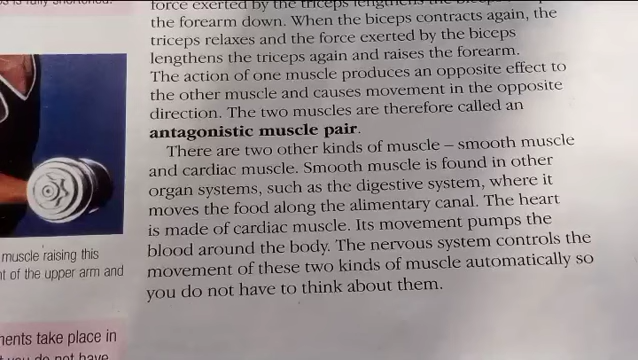 is fully shortened.
force exerted by the triceps lengthens the biceps
the forearm down. When the biceps contracts again, the
triceps relaxes and the force exerted by the biceps
lengthens the triceps again and raises the forearm.
The action of one muscle produces an opposite effect to
the other muscle and causes movement in the opposite
direction. The two muscles are therefore called an
antagonistic muscle pair.
There are two other kinds of muscle – smooth muscle
and cardiac muscle. Smooth muscle is found in other
organ systems, such as the digestive system, where it
moves the food along the alimentary canal. The heart
is made of cardiac muscle. Its movement pumps the
blood around the body. The nervous system controls the
movement of these two kinds of muscle automatically so
you do not have to think about them.
muscle raising this
of the upper arm and
ments take place in
you do not have